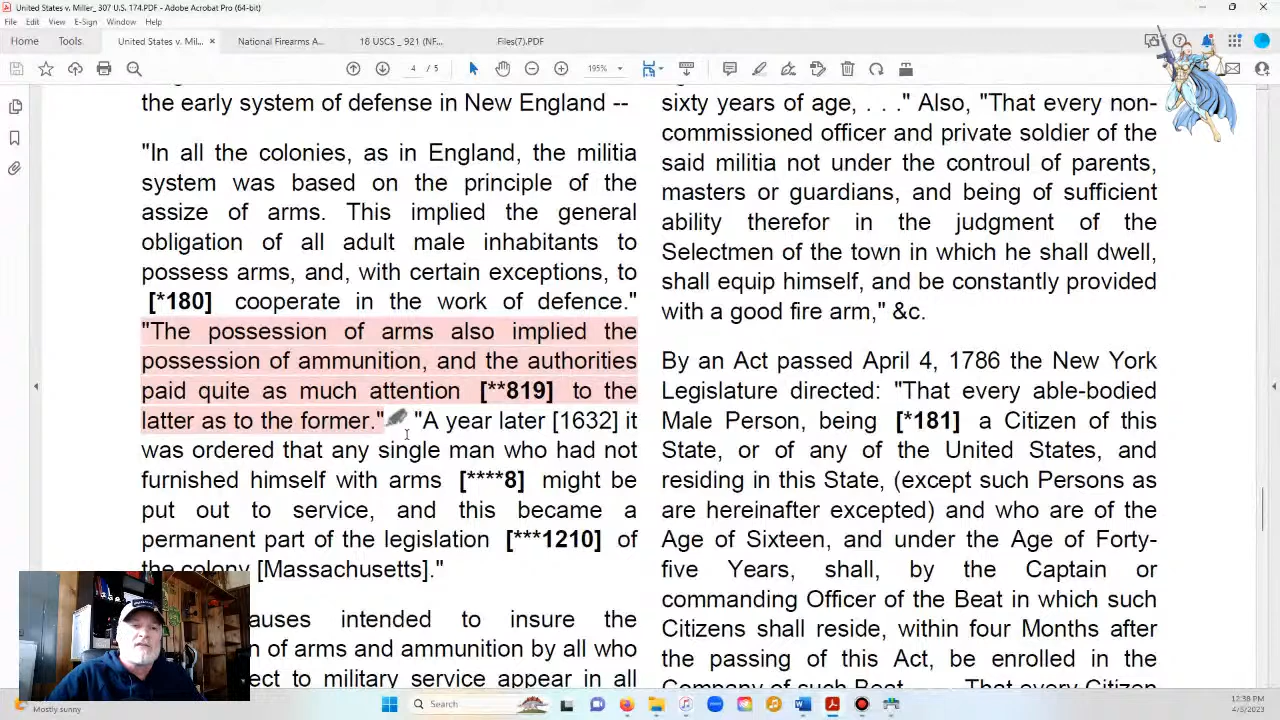 United States v. Miller_ 307 U.S. 174.PDF - Adobe Acrobat Pro (64-bit)
File Edit View E-Sign Window Help
Home Tools United States v. Mil... × National Firearms A... 18 USCS _ 921 (NF... Files(7).PDF
4 / 5 195%
the early system of defense in New England --
"In all the colonies, as in England, the militia
system was based on the principle of the
assize of arms. This implied the general
obligation of all adult male inhabitants to
possess arms, and, with certain exceptions, to
[*180] cooperate in the work of defence."
"The possession of arms also implied the
possession of ammunition, and the authorities
paid quite as much attention [**819] to the
latter as to the former." "A year later [1632] it
was ordered that any single man who had not
furnished himself with arms [****8] might be
put out to service, and this became a
permanent part of the legislation [***1210] of
the colony [Massachusetts]."
auses intended to insure the
n of arms and ammunition by all who
ect to military service appear in all
sixty years of age, . . ." Also, "That every non-
commissioned officer and private soldier of the
said militia not under the controul of parents,
masters or guardians, and being of sufficient
ability therefor in the judgment of the
Selectmen of the town in which he shall dwell,
shall equip himself, and be constantly provided
with a good fire arm," &c.
By an Act passed April 4, 1786 the New York
Legislature directed: "That every able-bodied
Male Person, being [*181] a Citizen of this
State, or of any of the United States, and
residing in this State, (except such Persons as
are hereinafter excepted) and who are of the
Age of Sixteen, and under the Age of Forty-
five Years, shall, by the Captain or
commanding Officer of the Beat in which such
Citizens shall reside, within four Months after
the passing of this Act, be enrolled in the
Company of such Beat. . . . That every Citizen
Mostly sunny
Search
12:38 PM
4/5/2023